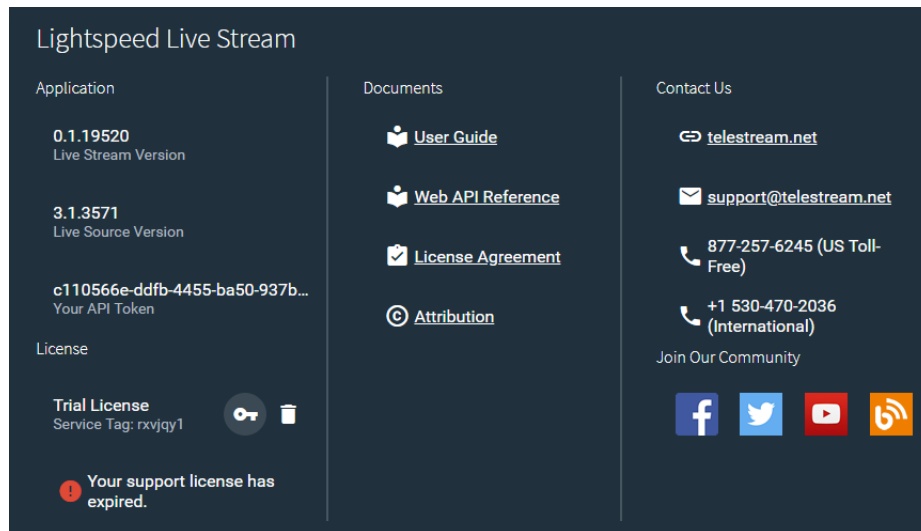 Lightspeed Live Stream
Application
0.1.19520
Live Stream Version
3.1.3571
Live Source Version
c110566e-ddfb-4455-ba50-937b...
Your API Token
License
Trial License
Service Tag: rxvjqy1
Your support license has
expired.
Documents
User Guide
Web API Reference
License Agreement
Attribution
Contact Us
telestream.net
support@telestream.net
877-257-6245 (US Toll-
Free)
+1 530-470-2036
(International)
Join Our Community